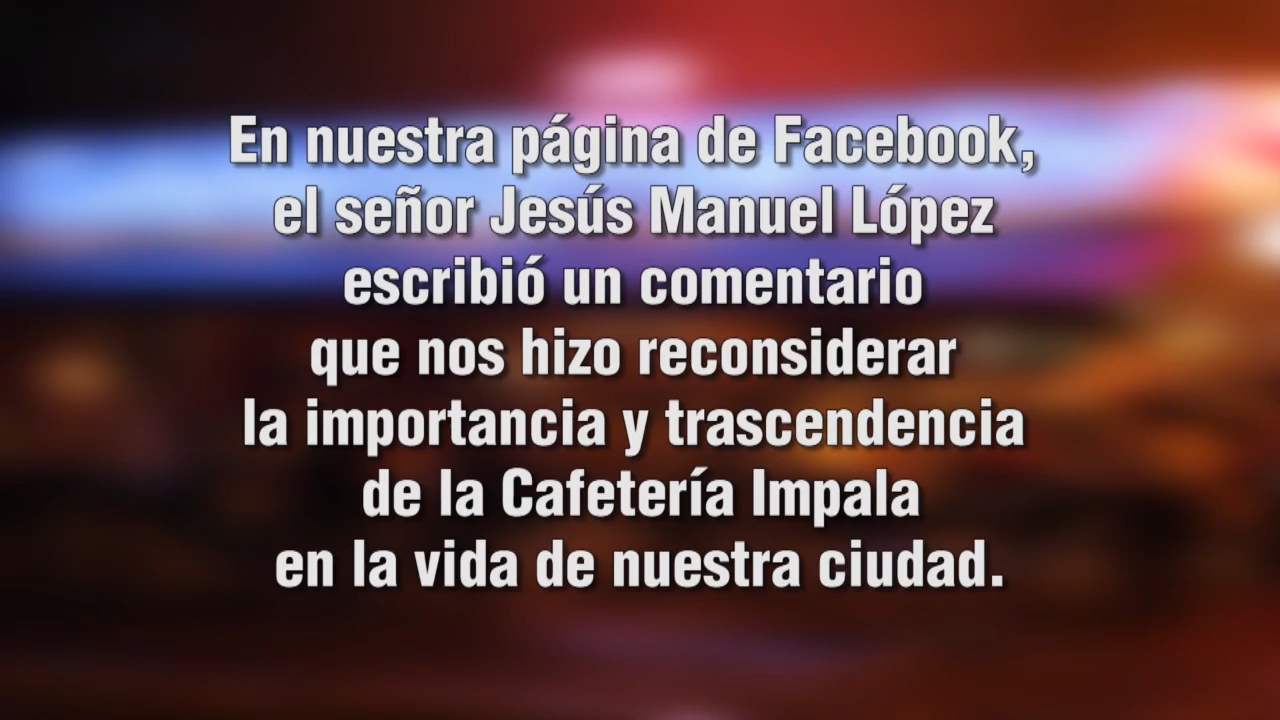 En nuestra página de Facebook,
el señor Jesús Manuel López
escribió un comentario
que nos hizo reconsiderar
la importancia y trascendencia
de la Cafetería Impala
en la vida de nuestra ciudad.